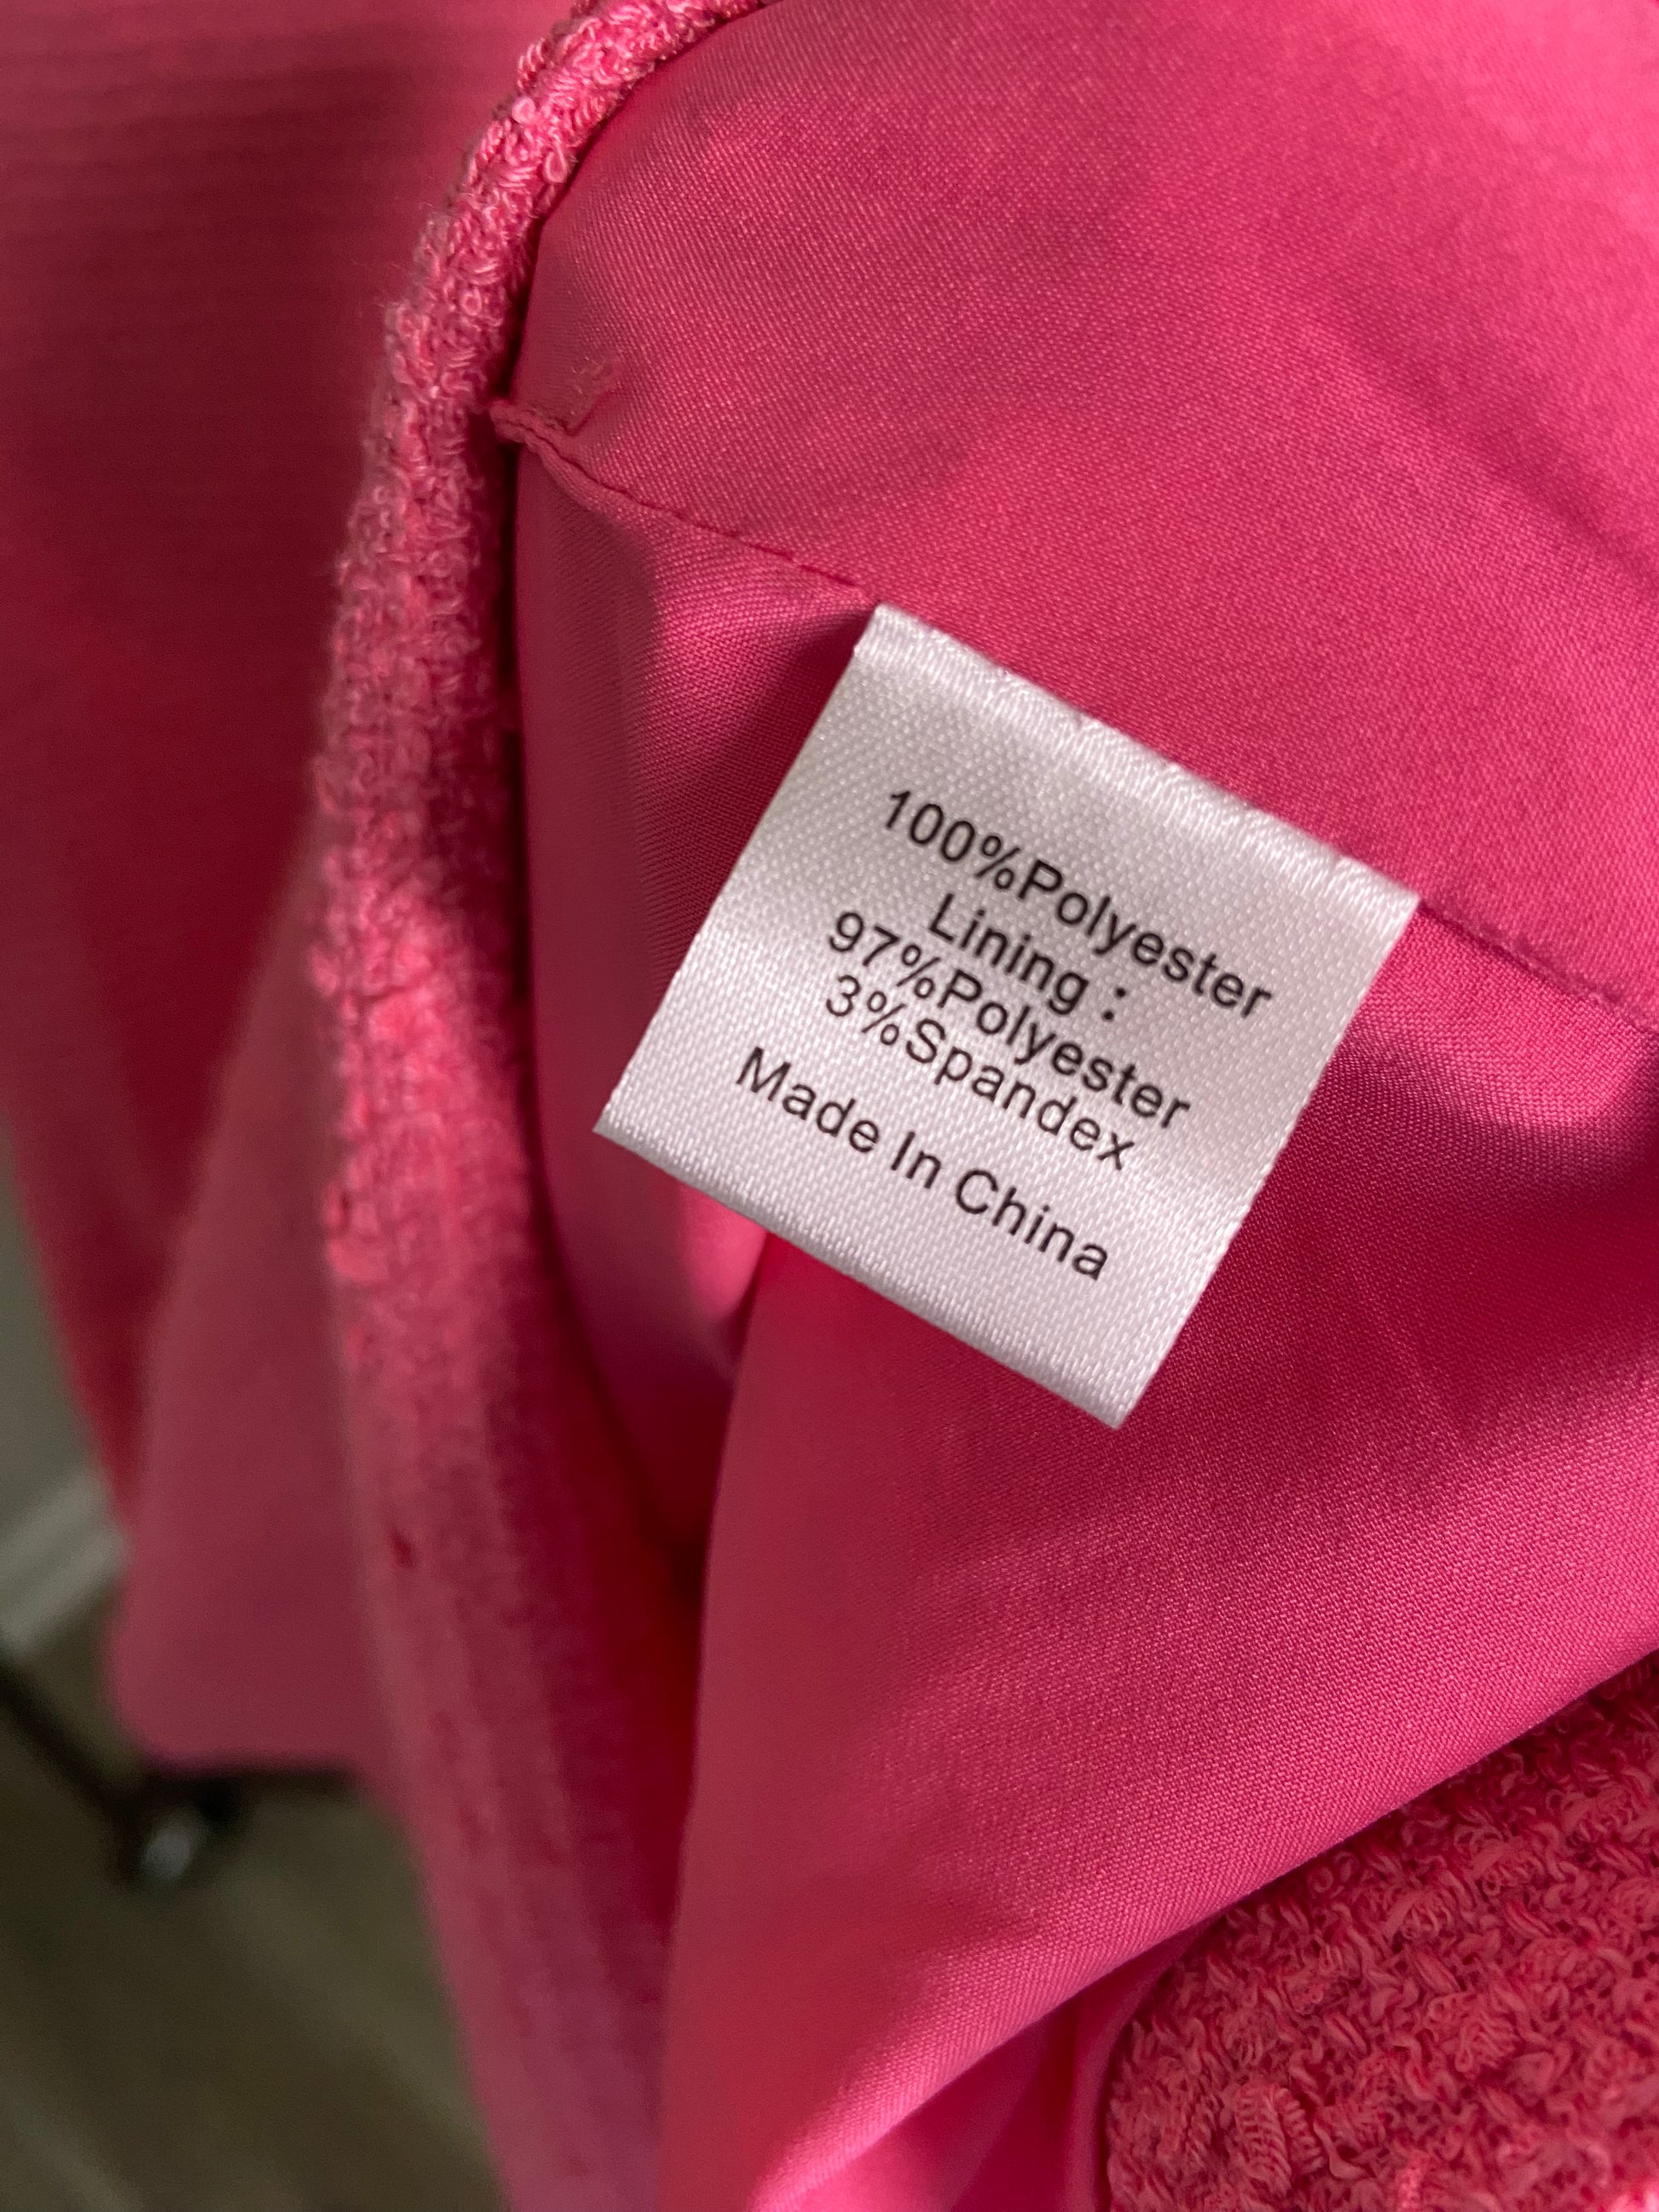 100%Polyester
Lining :
97%Polyester
3%Spandex
Made In China